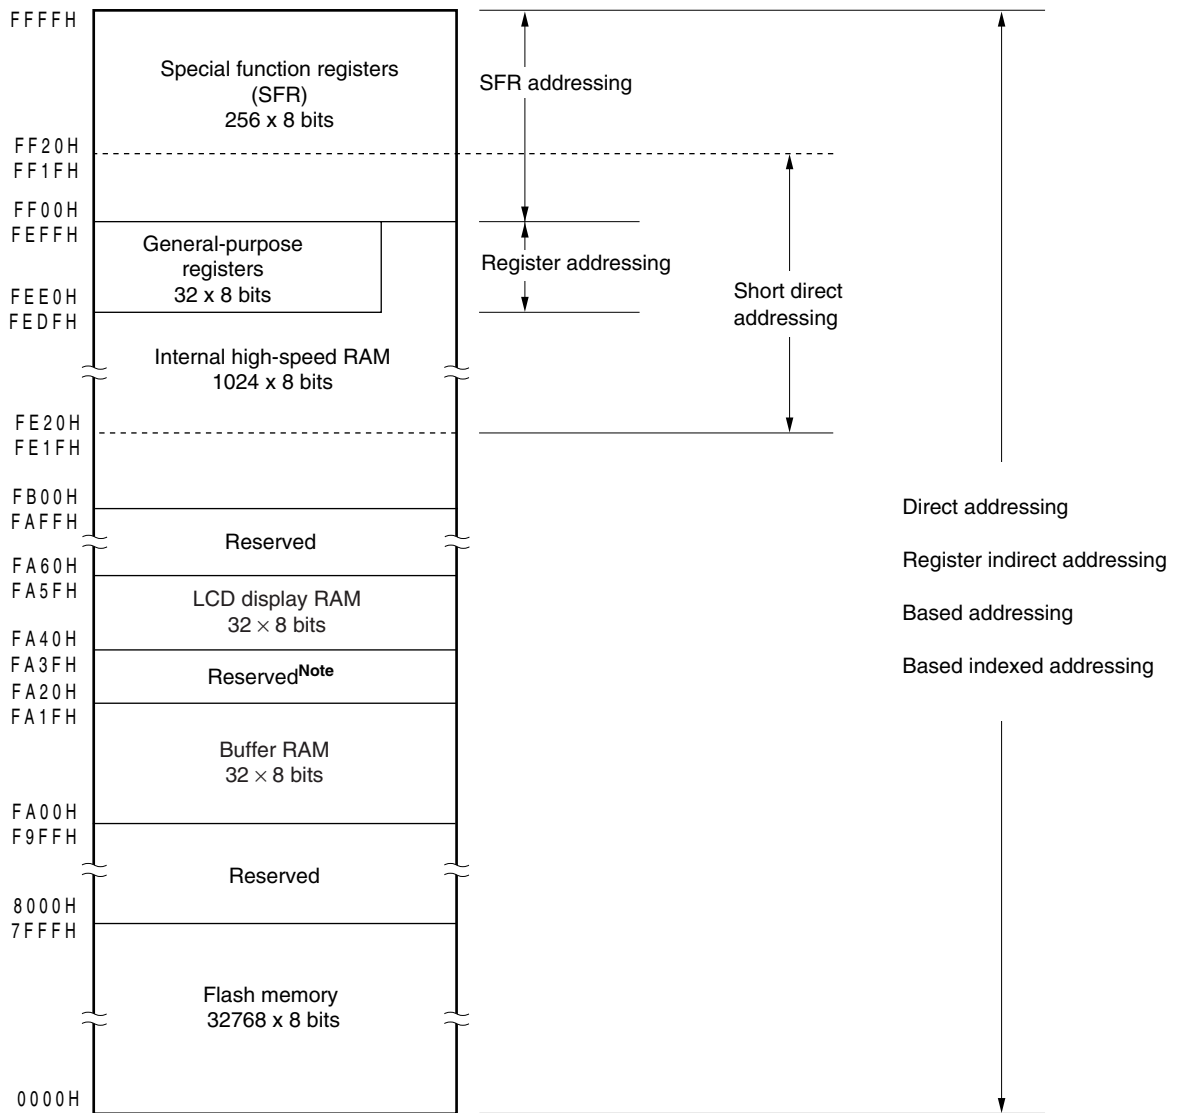 FFFFH
Special function registers
(SFR)
256 x 8 bits
SFR addressing
FF20H
FF1FH
FF00H
FEFFH
General-purpose
registers
32 x 8 bits
Register addressing
Short direct
addressing
FEE0H
FEDFH
Internal high-speed RAM
1024 x 8 bits
FE20H
FE1FH
FB00H
FAFFH
Direct addressing
Register indirect addressing
Based addressing
Based indexed addressing
Reserved
FA60H
FA5FH
LCD display RAM
32 × 8 bits
FA40H
FA3FH
ReservedNote
FA20H
FA1FH
Buffer RAM
32 × 8 bits
FA00H
F9FFH
Reserved
8000H
7FFFH
Flash memory
32768 x 8 bits
0000H